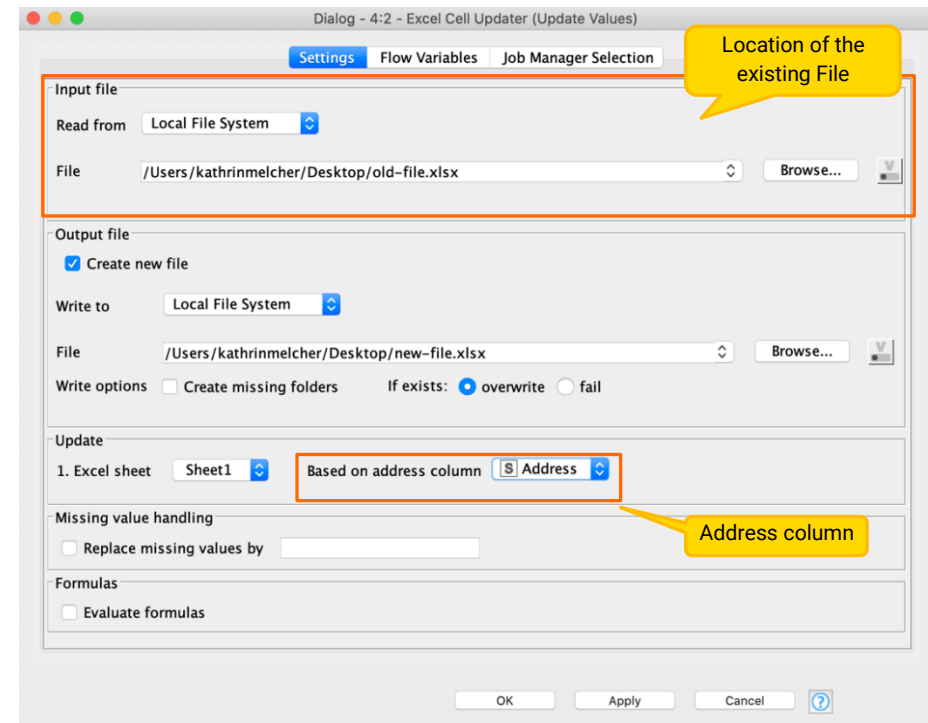 Dialog - 4:2 - Excel Cell Updater (Update Values)
Settings Flow Variables Job Manager Selection
Location of the
existing File
Input file
Read from Local File System
File /Users/kathrinmelcher/Desktop/old-file.xlsx Browse... V
Output file
Create new file
Write to Local File System
File /Users/kathrinmelcher/Desktop/new-file.xlsx Browse... V
Write options Create missing folders If exists: overwrite fail
Update
1. Excel sheet Sheet1 Based on address column S Address
Missing value handling
Address column
Replace missing values by
Formulas
Evaluate formulas
OK Apply Cancel ?